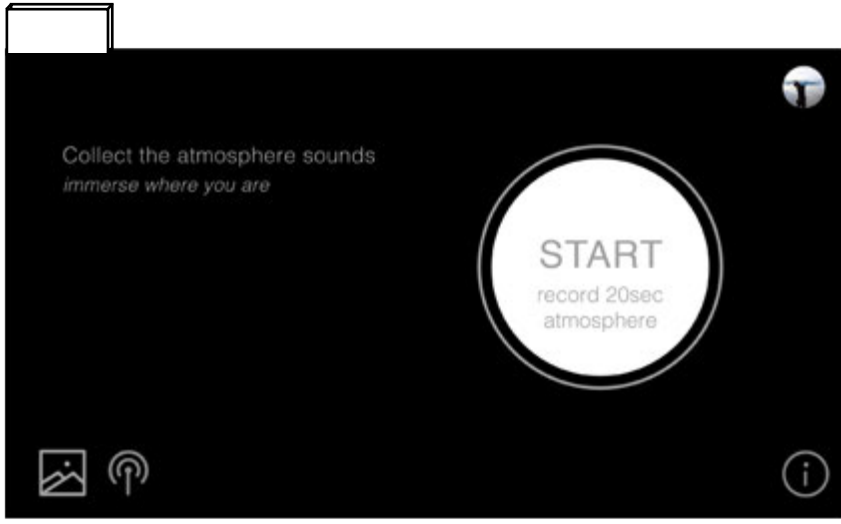 Collect the atmosphere sounds
immerse where you are
START
record 20sec
atmosphere